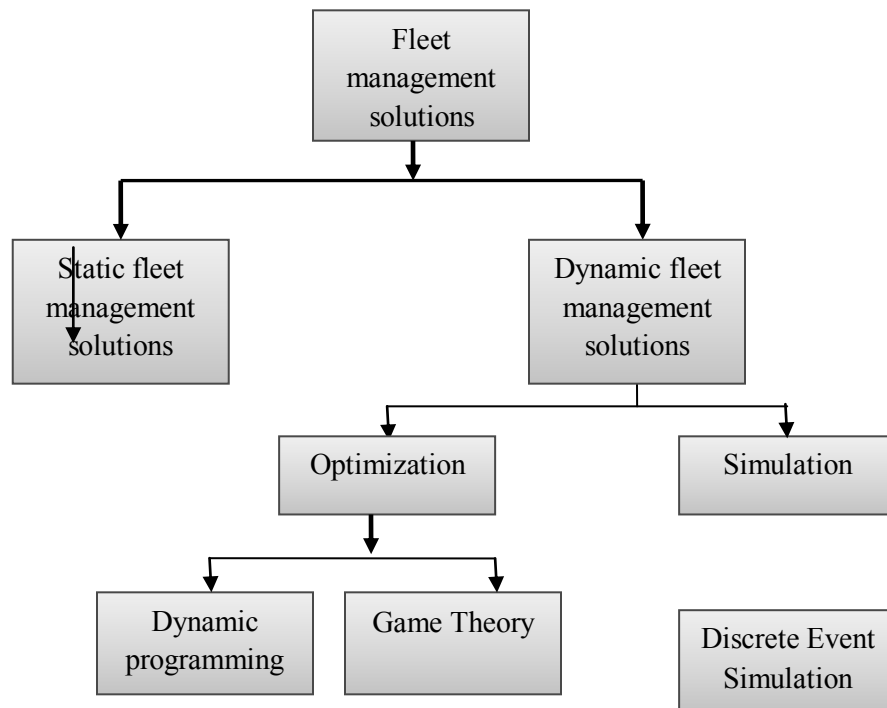 Fleet
management
solutions
Static fleet
management
solutions
Dynamic fleet
management
solutions
Optimization
Simulation
Dynamic
programming
Game Theory
Discrete Event
Simulation